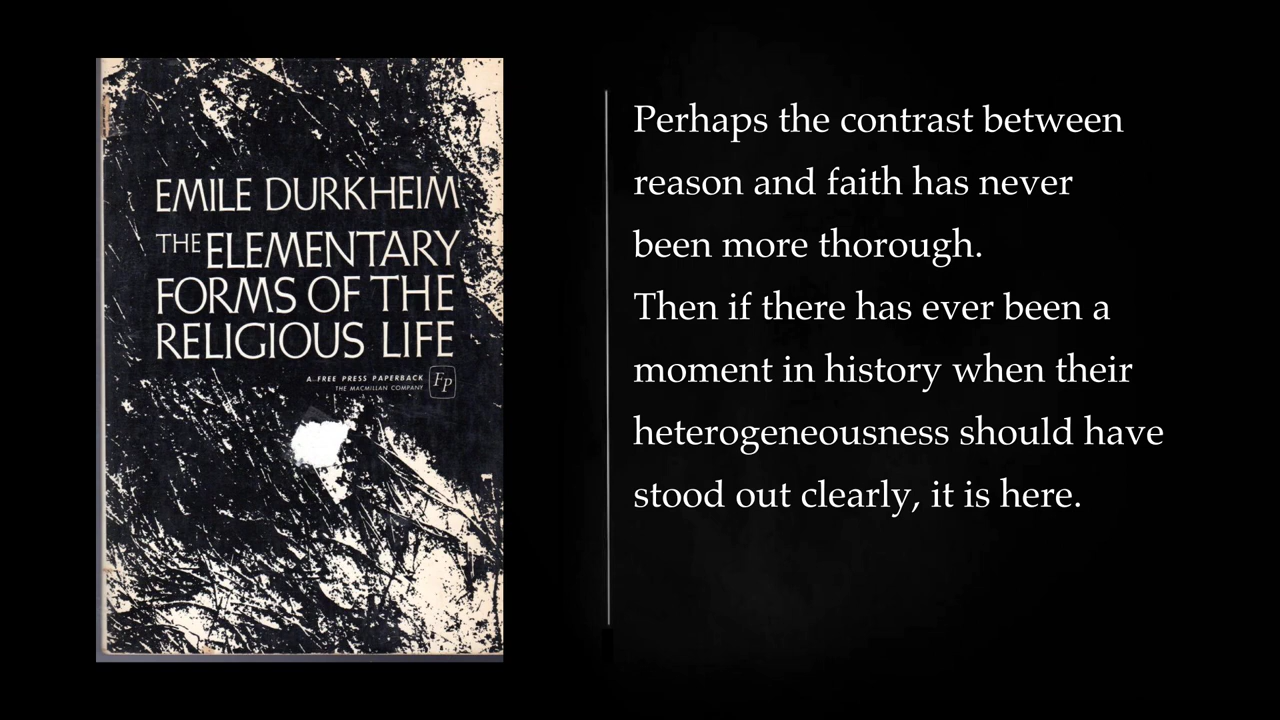 EMILE DURKHEIM
THE ELEMENTARY
FORMS OF THE
RELIGIOUS LIFE
A FREE PRESS PAPERBACK
THE MACMILLAN COMPANY
Fp
Perhaps the contrast between
reason and faith has never
been more thorough.
Then if there has ever been a
moment in history when their
heterogeneousness should have
stood out clearly, it is here.